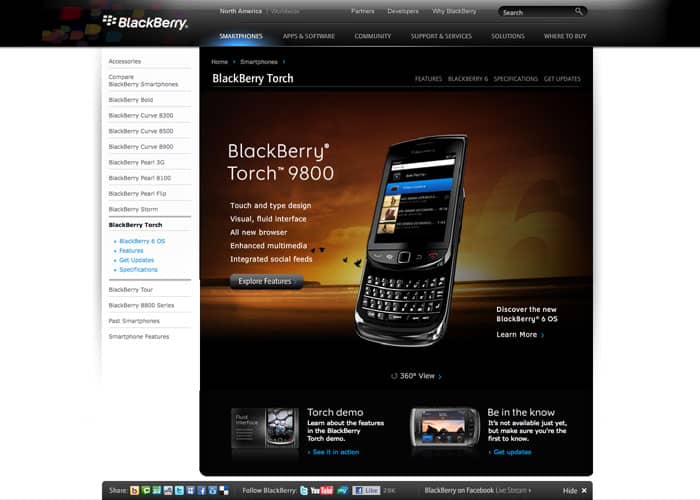 BlackBerry®
North America | Worldwide
Partners
Developers
Why BlackBerry
Search
SMARTPHONES
APPS & SOFTWARE
COMMUNITY
SUPPORT & SERVICES
SOLUTIONS
WHERE TO BUY
Accessories
Compare
BlackBerry Smartphones
BlackBerry Bold
BlackBerry Curve 8300
BlackBerry Curve 8500
BlackBerry Curve 8900
BlackBerry Pearl 3G
BlackBerry Pearl 8100
BlackBerry Pearl Flip
BlackBerry Storm
BlackBerry Torch
BlackBerry 6 OS
Features
Get Updates
Specifications
BlackBerry Tour
BlackBerry 8800 Series
Past Smartphones
Smartphone Features
Home › Smartphones ›
BlackBerry Torch
FEATURES
BLACKBERRY 6
SPECIFICATIONS
GET UPDATES
BlackBerry®
Torch™ 9800
Touch and type design
Visual, fluid interface
All new browser
Enhanced multimedia
Integrated social feeds
Explore Features ›
6
Discover the new
BlackBerry® 6 OS
Learn More ›
360° View ›
Fluid
Interface
Torch demo
Learn about the features
in the BlackBerry
Torch demo.
› See it in action
Be in the know
It's not available just yet,
but make sure you're the
first to know.
› Get updates
Share:
Follow BlackBerry:
YouTube
Like
29K
BlackBerry on Facebook Live Stream ›
Hide ×